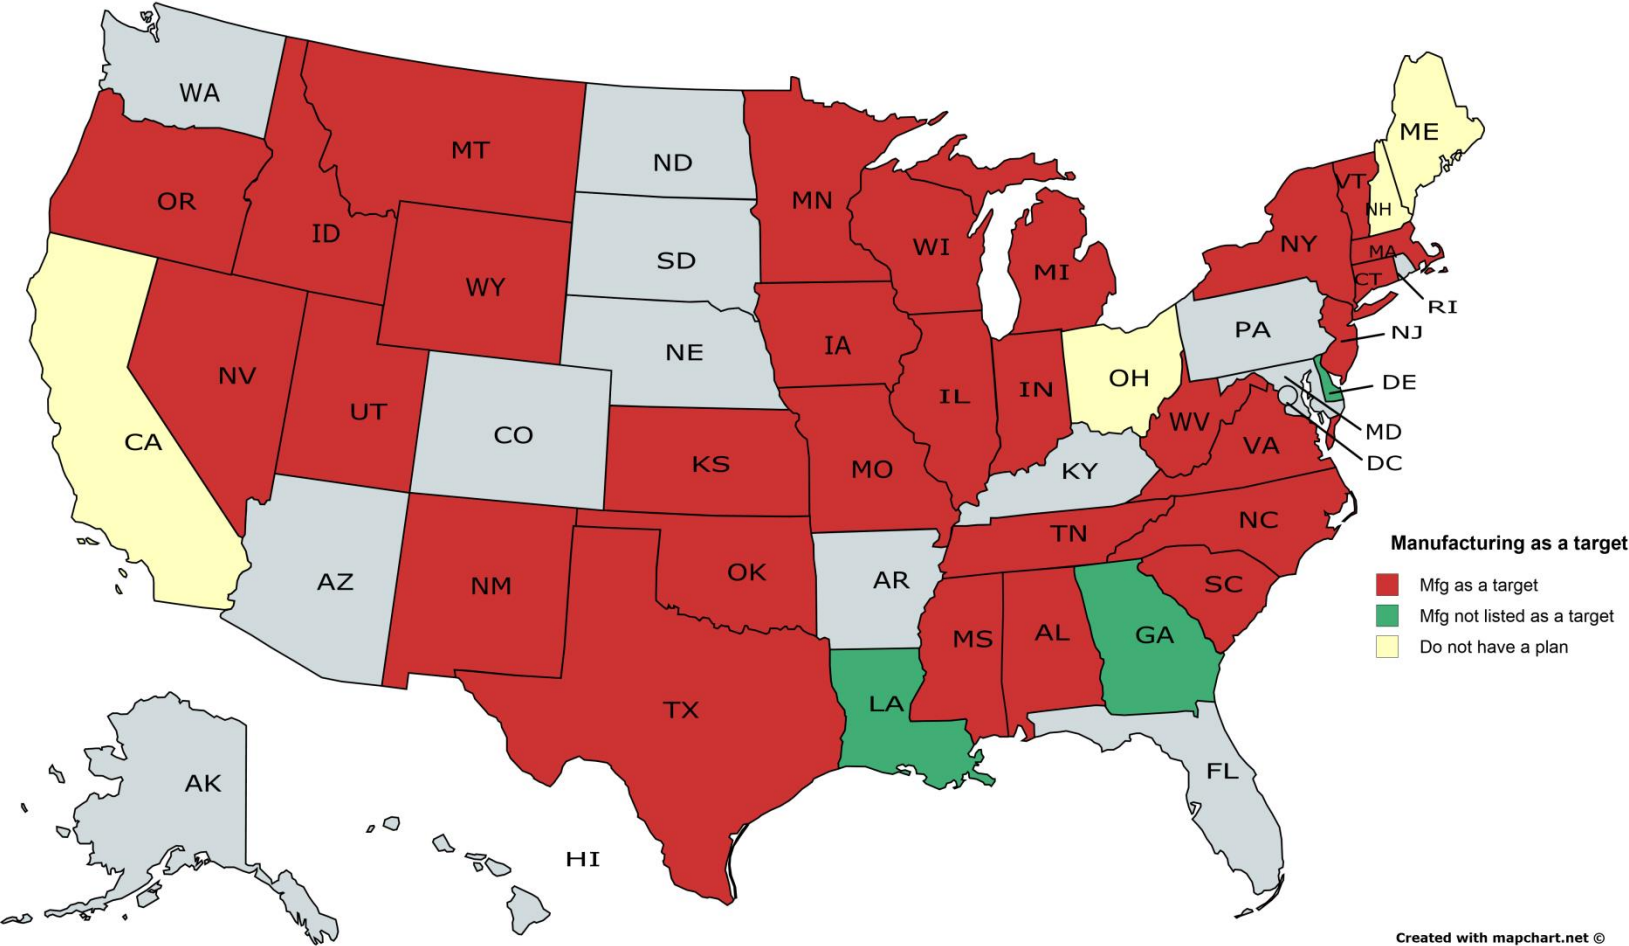 WA
MT
ND
MN
ME
VT
NH
OR
ID
WI
NY
MA
SD
MI
CT
WY
RI
PA
NJ
NE
IA
NV
OH
DE
UT
IN
IL
WV
CO
CA
VA
MD
KS
MO
KY
DC
NC
TN
Manufacturing as a target
AZ
NM
OK
AR
SC
Mfg as a target
Mfg not listed as a target
MS
AL
GA
Do not have a plan
TX
LA
FL
AK
HI
Created with mapchart.net ©